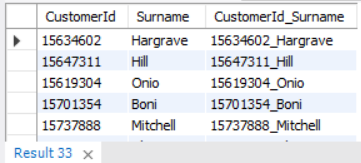 CustomerId Surname CustomerId_Surname
15634602 Hargrave 15634602_Hargrave
15647311 Hill 15647311_Hill
15619304 Onio 15619304_Onio
15701354 Boni 15701354_Boni
15737888 Mitchell 15737888_Mitchell
Result 33